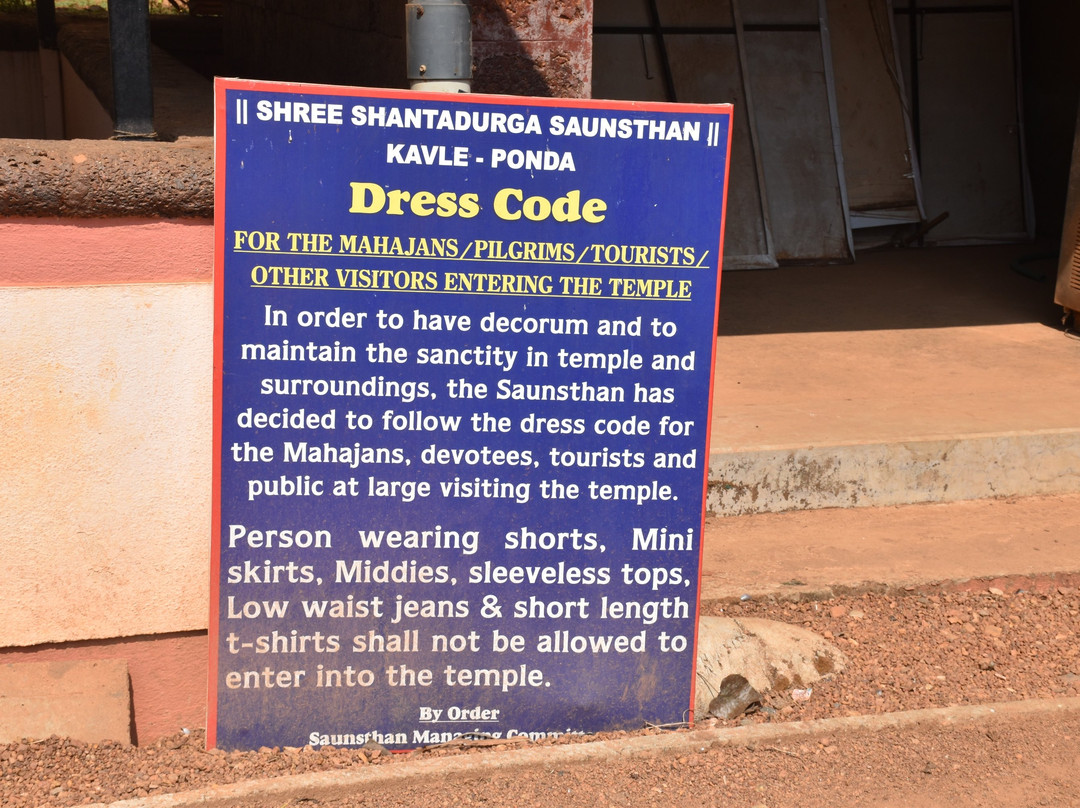 || SHREE SHANTADURGA SAUNSTHAN ||
KAVLE - PONDA
Dress Code
FOR THE MAHAJANS/PILGRIMS/TOURISTS/
OTHER VISITORS ENTERING THE TEMPLE
In order to have decorum and to
maintain the sanctity in temple and
surroundings, the Saunsthan has
decided to follow the dress code for
the Mahajans, devotees, tourists and
public at large visiting the temple.
Person wearing shorts, Mini
skirts, Middies, sleeveless tops,
Low waist jeans & short length
t-shirts shall not be allowed to
enter into the temple.
By Order
Saunsthan Managing